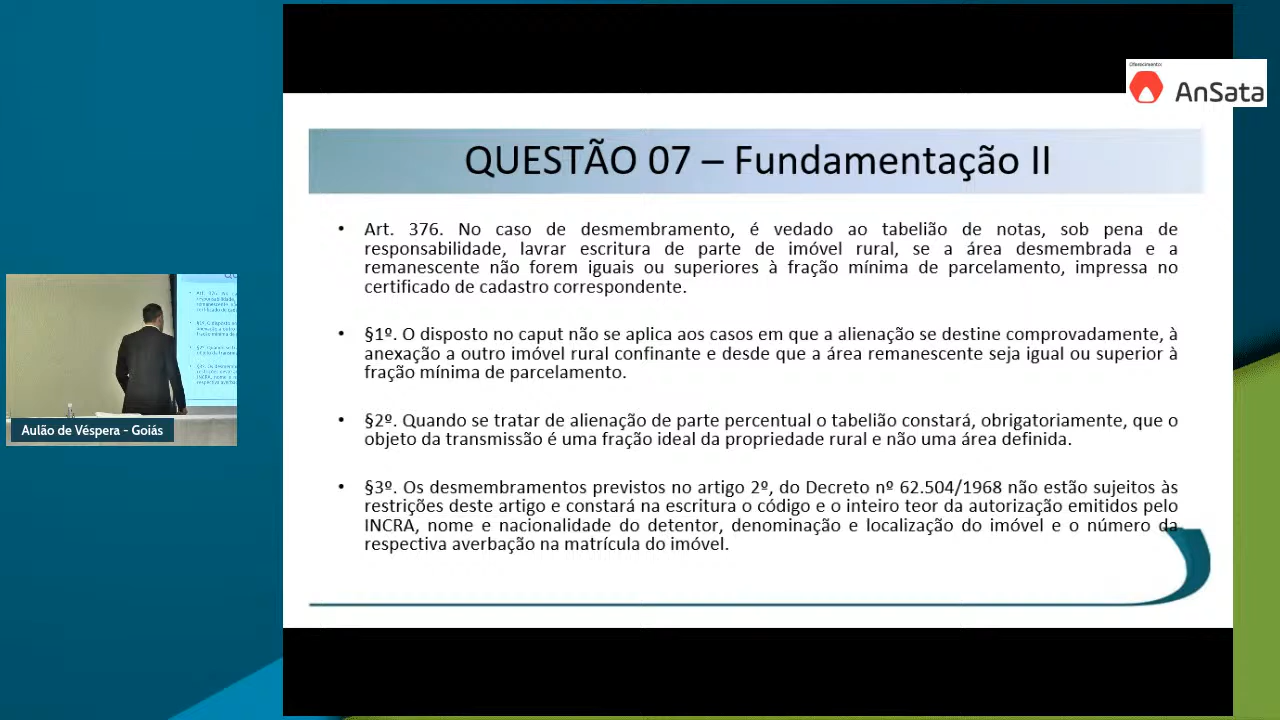 Oferecimento:
AnSata
QUESTÃO 07 – Fundamentação II
• Art. 376. No caso de desmembramento, é vedado ao tabelião de notas, sob pena de
responsabilidade, lavrar escritura de parte de imóvel rural, se a área desmembrada e a
remanescente não forem iguais ou superiores à fração mínima de parcelamento, impressa no
certificado de cadastro correspondente.
• §1º. O disposto no caput não se aplica aos casos em que a alienação se destine comprovadamente, à
anexação a outro imóvel rural confinante e desde que a área remanescente seja igual ou superior à
fração mínima de parcelamento.
• §2º. Quando se tratar de alienação de parte percentual o tabelião constará, obrigatoriamente, que o
objeto da transmissão é uma fração ideal da propriedade rural e não uma área definida.
• §3º. Os desmembramentos previstos no artigo 2º, do Decreto nº 62.504/1968 não estão sujeitos às
restrições deste artigo e constará na escritura o código e o inteiro teor da autorização emitidos pelo
INCRA, nome e nacionalidade do detentor, denominação e localização do imóvel e o número da
respectiva averbação na matrícula do imóvel.
Aulão de Véspera - Goiás